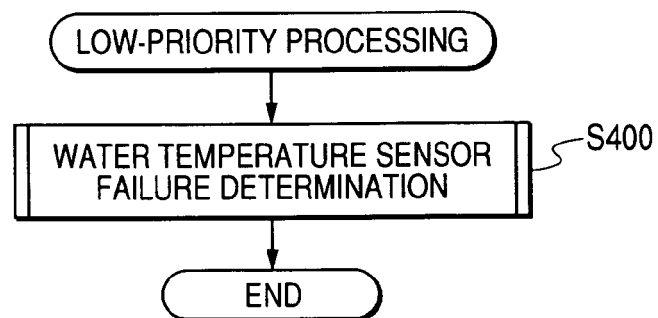 LOW-PRIORITY PROCESSING
WATER TEMPERATURE SENSOR
FAILURE DETERMINATION
S400
END